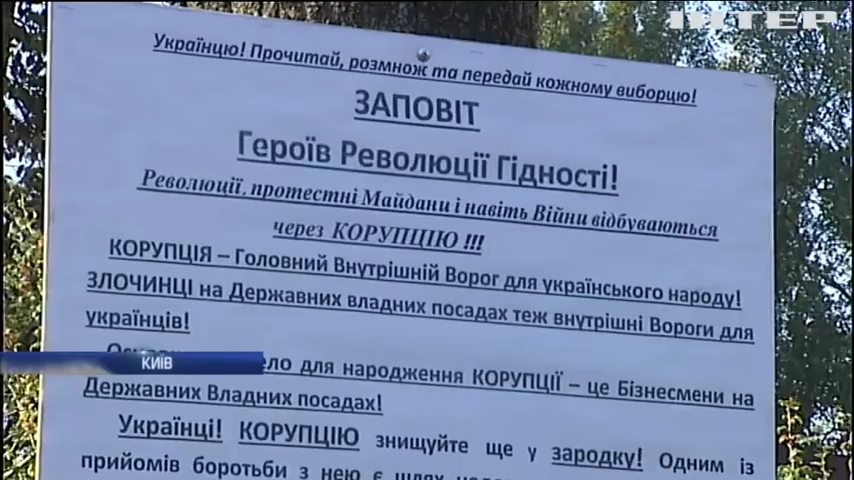 ІНТЕР
Українцю! Прочитай, розмнож та передай кожному виборцю!
ЗАПОВІТ
Героїв Революції Гідності!
Революції, протестні Майдани і навіть Війни відбуваються
через КОРУПЦІЮ !!!
КОРУПЦІЯ – Головний Внутрішній Ворог для українського народу!
ЗЛОЧИНЦІ на Державних владних посадах теж внутрішні Вороги для
українців!
КИЇВ
для народження КОРУПЦІЇ – це Бізнесмени на
Державних Владних посадах!
Українці! КОРУПЦІЮ знищуйте ще у зародку! Одним із
прийомів боротьби з нею є шлях